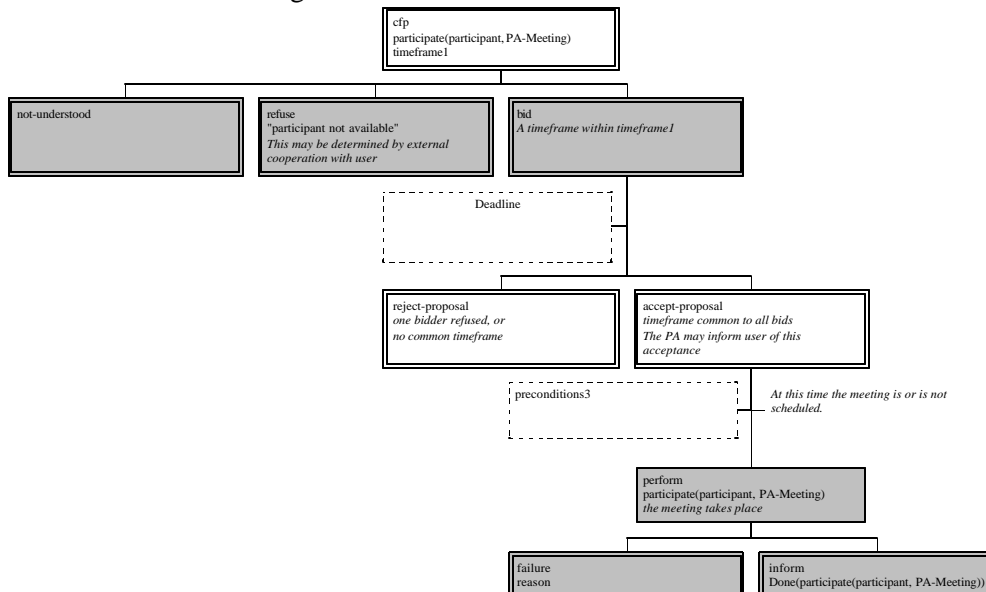 cfp
participate(participant, PA-Meeting)
timeframe1
not-understood
refuse
"participant not available"
This may be determined by external
cooperation with user
bid
A timeframe within timeframe1
Deadline
reject-proposal
one bidder refused, or
no common timeframe
accept-proposal
timeframe common to all bids
The PA may inform user of this
acceptance
preconditions3
At this time the meeting is or is not
scheduled.
perform
participate(participant, PA-Meeting)
the meeting takes place
failure
reason
inform
Done(participate(participant, PA-Meeting))